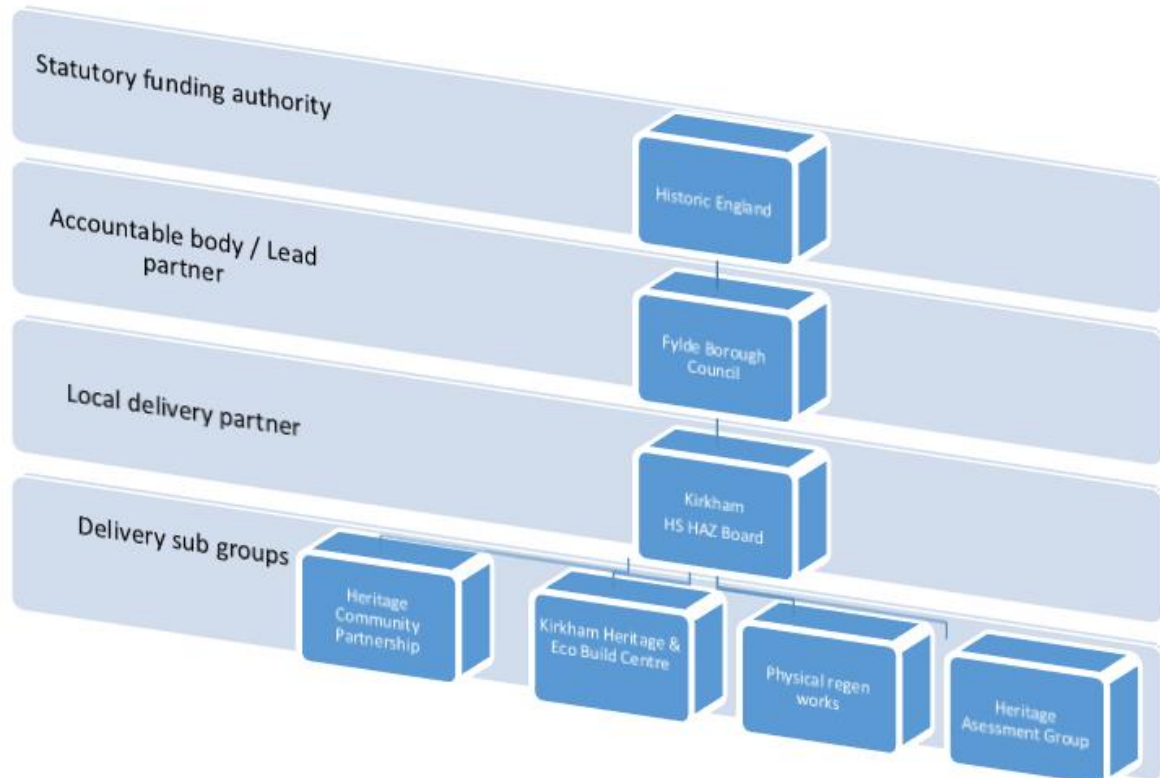 Statutory funding authority
Historic England
Accountable body / Lead
partner
Fylde Borough
Council
Local delivery partner
Kirkham
HS HAZ Board
Delivery sub groups
Heritage
Community
Partnership
Kirkham Heritage &
Eco Build Centre
Physical regen
works
Heritage
Asessment Group